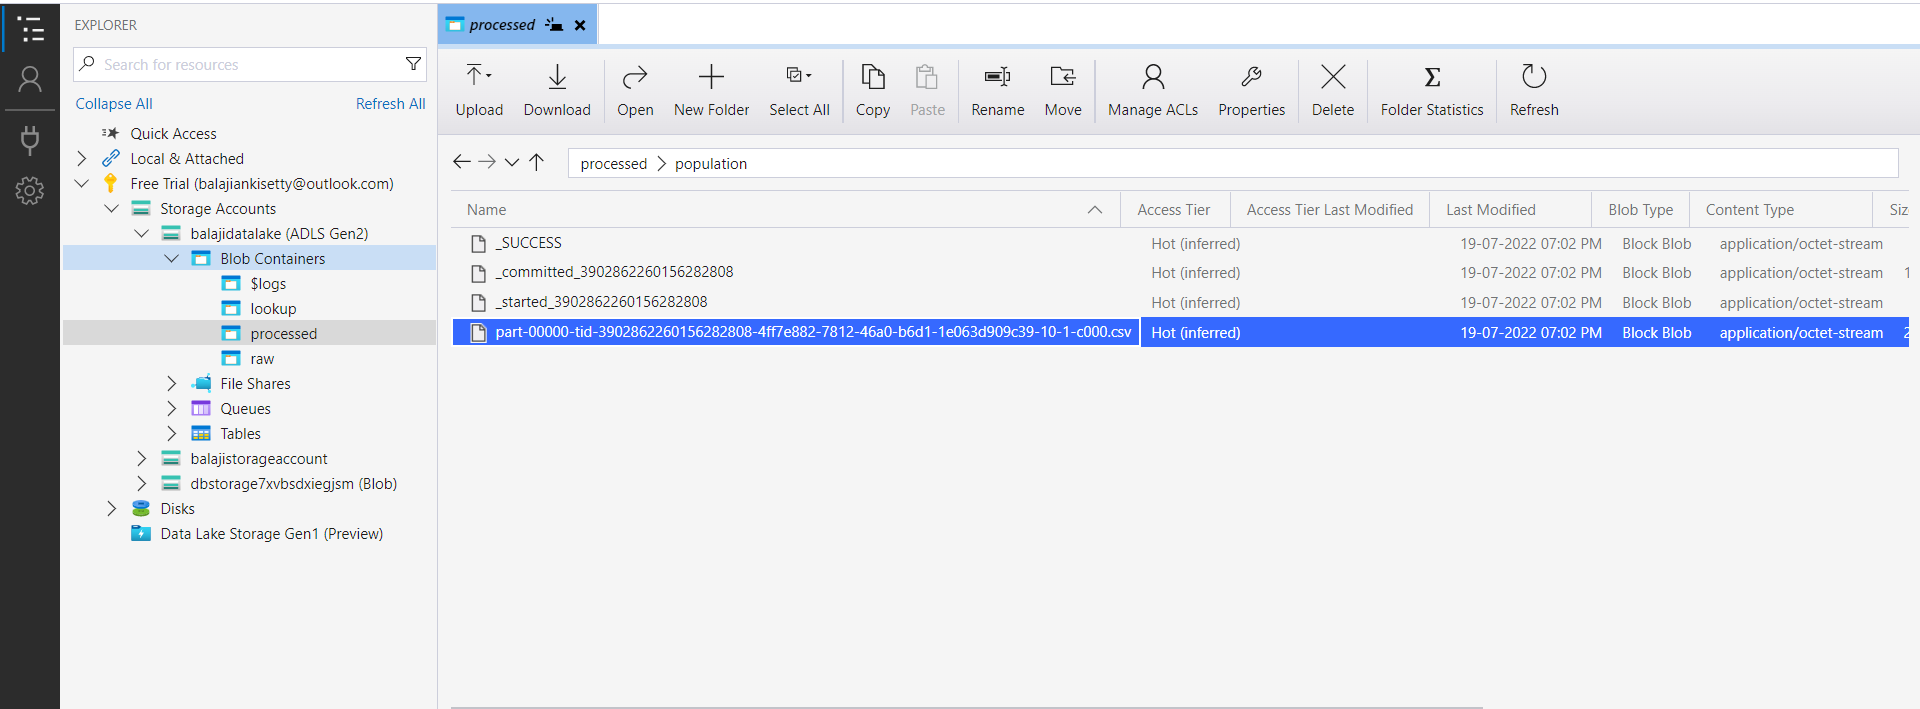 EXPLORER
Search for resources
Collapse All Refresh All
Quick Access
Local & Attached
Free Trial (balajiankisetty@outlook.com)
Storage Accounts
balajidatalake (ADLS Gen2)
Blob Containers
$logs
lookup
processed
raw
File Shares
Queues
Tables
balajistorageaccount
dbstorage7xvbsdxiegjsm (Blob)
Disks
Data Lake Storage Gen1 (Preview)
processed
Upload Download Open New Folder Select All Copy Paste Rename Move Manage ACLs Properties Delete Folder Statistics Refresh
processed > population
Name Access Tier Access Tier Last Modified Last Modified Blob Type Content Type Siz
_SUCCESS Hot (inferred) 19-07-2022 07:02 PM Block Blob application/octet-stream
_committed_3902862260156282808 Hot (inferred) 19-07-2022 07:02 PM Block Blob application/octet-stream 1
_started_3902862260156282808 Hot (inferred) 19-07-2022 07:02 PM Block Blob application/octet-stream
part-00000-tid-3902862260156282808-4ff7e882-7812-46a0-b6d1-1e063d909c39-10-1-c000.csv Hot (inferred) 19-07-2022 07:02 PM Block Blob application/octet-stream 2